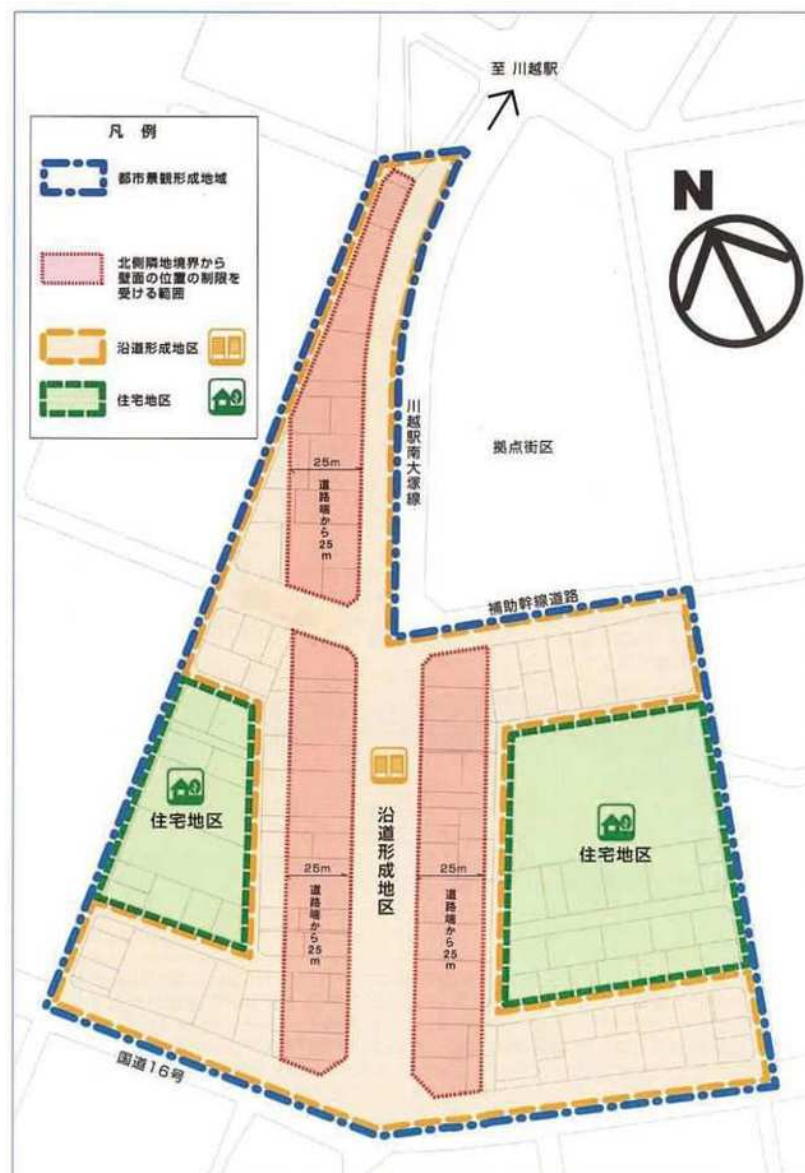 至 川越駅
凡 例
都市景観形成地域
北側隣地境界から
壁面の位置の制限を
受ける範囲
沿道形成地区
住宅地区
N
川越駅南大塚線
拠点街区
25m
道路端から25m
補助幹線道路
住宅地区
沿道形成地区
住宅地区
25m
道路端から25m
25m
道路端から25m
国道16号